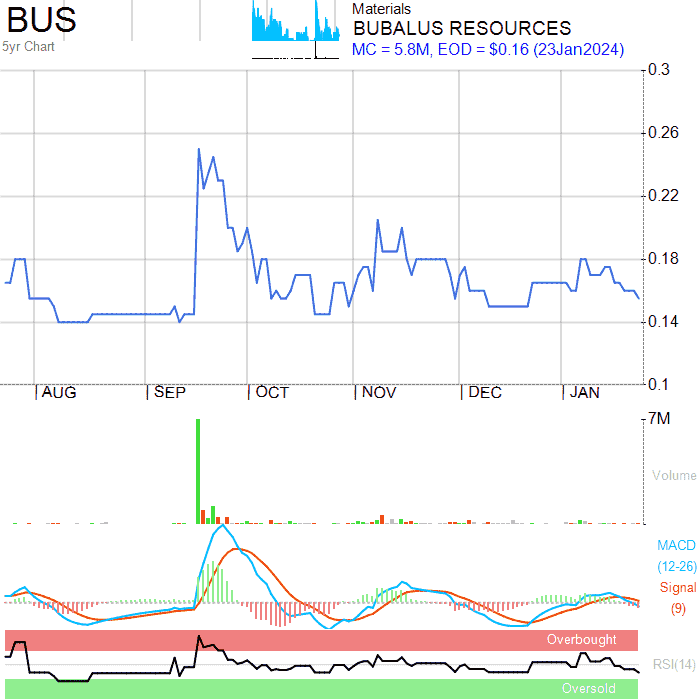 BUS
5yr Chart
Materials
BUBALUS RESOURCES
MC = 5.8M, EOD = $0.16 (23Jan2024)
0.3
0.26
0.22
0.18
0.14
0.1
AUG SEP OCT NOV DEC JAN
7M
Volume
MACD
(12-26)
Signal
(9)
Overbought
RSI(14)
Oversold